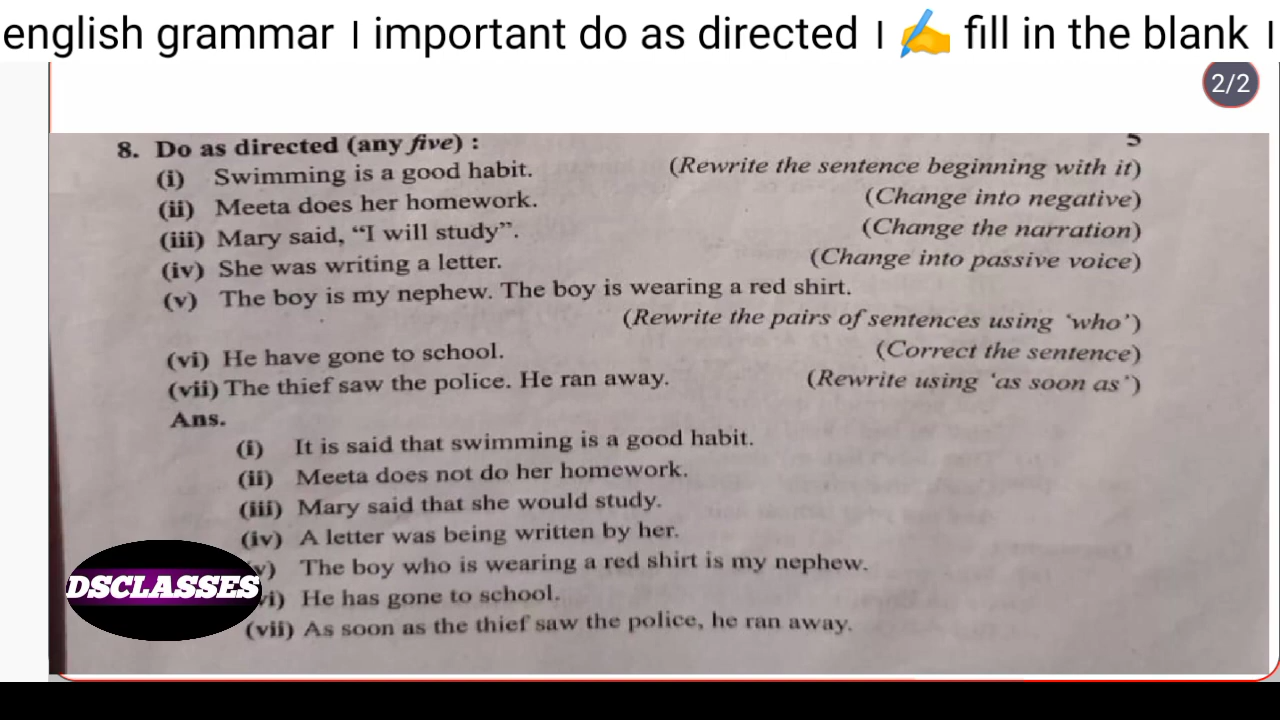 english grammar । important do as directed । ✍️ fill in the blank ।
2/2
8. Do as directed (any five) : 5
(i) Swimming is a good habit. (Rewrite the sentence beginning with it)
(ii) Meeta does her homework. (Change into negative)
(iii) Mary said, “I will study”. (Change the narration)
(iv) She was writing a letter. (Change into passive voice)
(v) The boy is my nephew. The boy is wearing a red shirt.
(Rewrite the pairs of sentences using ‘who’)
(vi) He have gone to school. (Correct the sentence)
(vii) The thief saw the police. He ran away. (Rewrite using ‘as soon as’)
Ans.
(i) It is said that swimming is a good habit.
(ii) Meeta does not do her homework.
(iii) Mary said that she would study.
(iv) A letter was being written by her.
v) The boy who is wearing a red shirt is my nephew.
vi) He has gone to school.
(vii) As soon as the thief saw the police, he ran away.
DSCLASSES